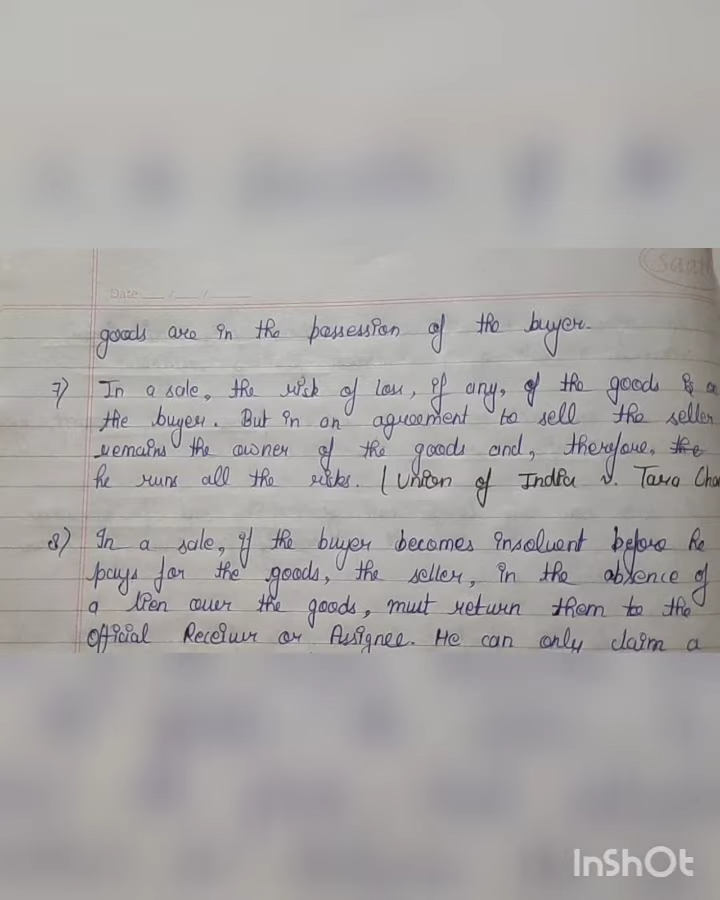 Saat
Date __/__/____
goods are in the possession of the buyer.
7) In a sale, the risk of loss, if any, of the goods is o
the buyer. But in an agreement to sell the seller
remains the owner of the goods and, therefore, the
he runs all the risks. (Union of India v. Tara Cha
8) In a sale, if the buyer becomes insolvent before he
pays for the goods, the seller, in the absence of
a lien over the goods, must return them to the
Official Receiver or Assignee. He can only claim a
InShOt